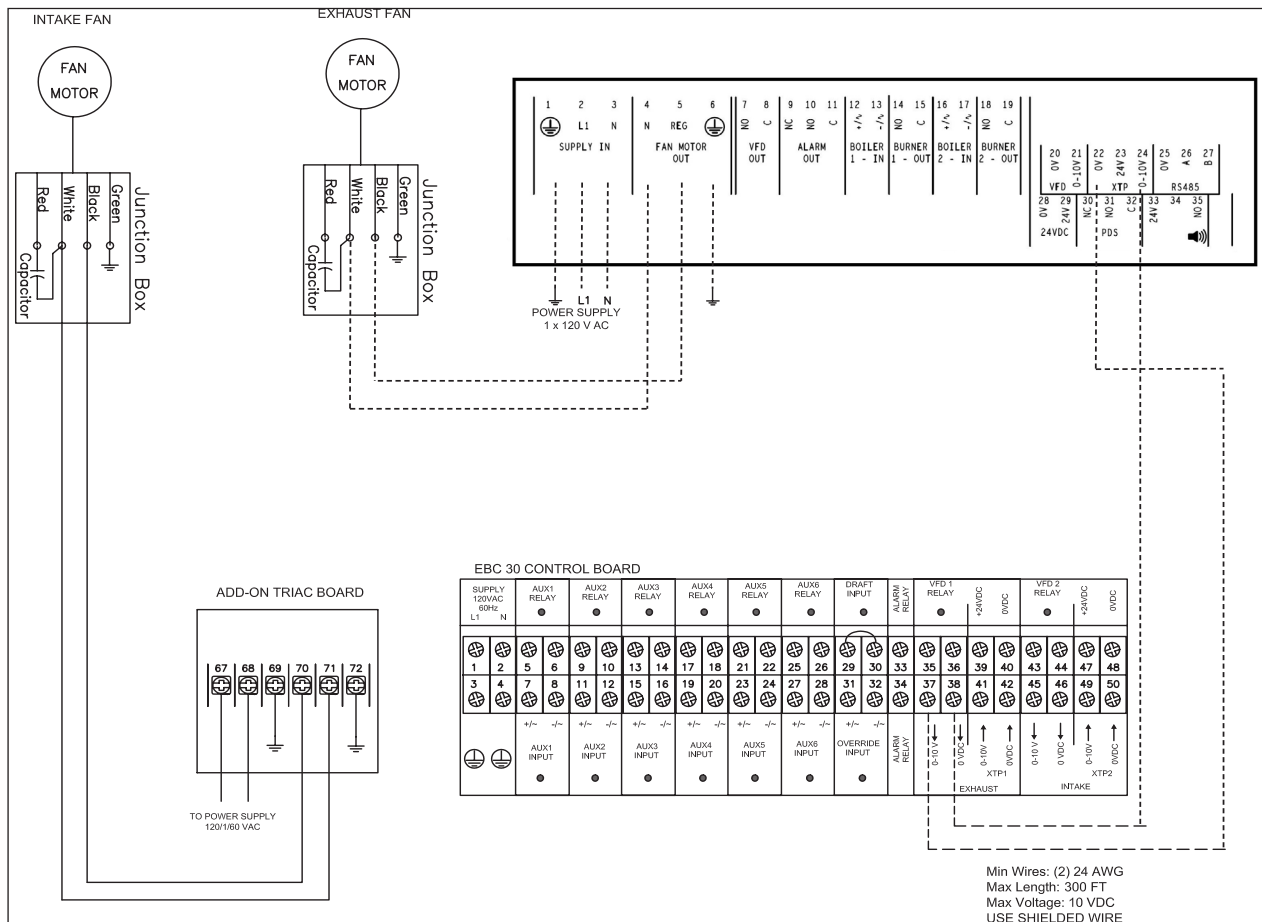 INTAKE FAN
EXHAUST FAN
FAN
MOTOR
FAN
MOTOR
Red
White
Black
Green
Capacitor
Junction Box
Red
White
Black
Green
Capacitor
Junction Box
1 2 3 4 5 6 7 8 9 10 11 12 13 14 15 16 17 18 19
L1 N N REG NO C NC NO C +/~ -/~ NO C +/~ -/~ NO C
SUPPLY IN
FAN MOTOR
OUT
VFD
OUT
ALARM
OUT
BOILER
1 - IN
BURNER
1 - OUT
BOILER
2 - IN
BURNER
2 - OUT
20 21 22 23 24 25 26 27
0V 0-10V 0V 24V 0-10V 0V A B
VFD XTP RS485
28 29 30 31 32 33 34 35
0V 24V NC NO C 24V NO
24VDC PDS
L1 N
POWER SUPPLY
1 x 120 V AC
EBC 30 CONTROL BOARD
SUPPLY
120VAC
60Hz
L1 N
AUX1
RELAY
AUX2
RELAY
AUX3
RELAY
AUX4
RELAY
AUX5
RELAY
AUX6
RELAY
DRAFT
INPUT
ALARM
RELAY
VFD 1
RELAY
+24VDC
0VDC
VFD 2
RELAY
+24VDC
0VDC
1 2 5 6 9 10 13 14 17 18 21 22 25 26 29 30 33 35 36 39 40 43 44 47 48
3 4 7 8 11 12 15 16 19 20 23 24 27 28 31 32 34 37 38 41 42 45 46 49 50
+/~ -/~ +/~ -/~ +/~ -/~ +/~ -/~ +/~ -/~ +/~ -/~ +/~ -/~
AUX1
INPUT
AUX2
INPUT
AUX3
INPUT
AUX4
INPUT
AUX5
INPUT
AUX6
INPUT
OVERRIDE
INPUT
ALARM
RELAY
0-10 V
0 VDC
0-10V
0VDC
XTP1
EXHAUST
0-10 V
0 VDC
0-10V
0VDC
XTP2
INTAKE
ADD-ON TRIAC BOARD
67 68 69 70 71 72
TO POWER SUPPLY
120/1/60 VAC
Min Wires: (2) 24 AWG
Max Length: 300 FT
Max Voltage: 10 VDC
USE SHIELDED WIRE